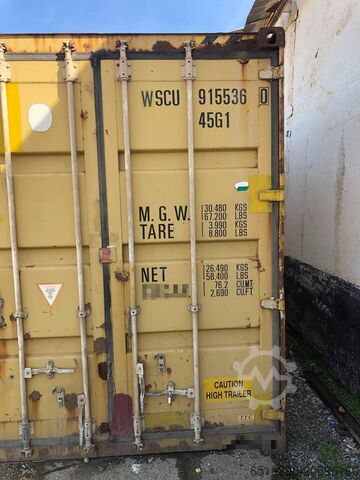 WSCU 915536 0
45G1
M.G.W. 30.480 KGS
67.200 LBS
TARE 3.990 KGS
8.800 LBS
NET 26.490 KGS
58.400 LBS
76.2 CU.MT.
2.690 CU.FT.
CAUTION
HIGH TRAILER